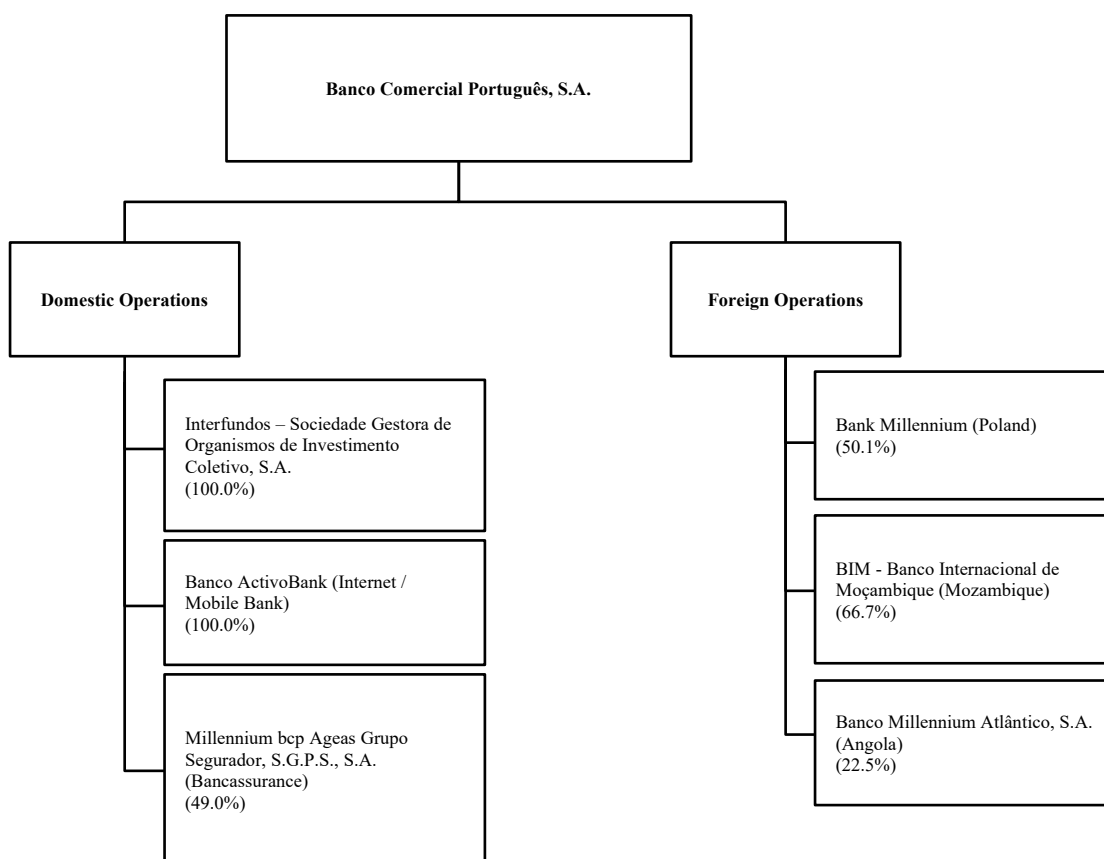 Banco Comercial Português, S.A.
Domestic Operations
Foreign Operations
Interfundos – Sociedade Gestora de
Organismos de Investimento
Coletivo, S.A.
(100.0%)
Banco ActivoBank (Internet /
Mobile Bank)
(100.0%)
Millennium bcp Ageas Grupo
Segurador, S.G.P.S., S.A.
(Bancassurance)
(49.0%)
Bank Millennium (Poland)
(50.1%)
BIM - Banco Internacional de
Moçambique (Mozambique)
(66.7%)
Banco Millennium Atlântico, S.A.
(Angola)
(22.5%)